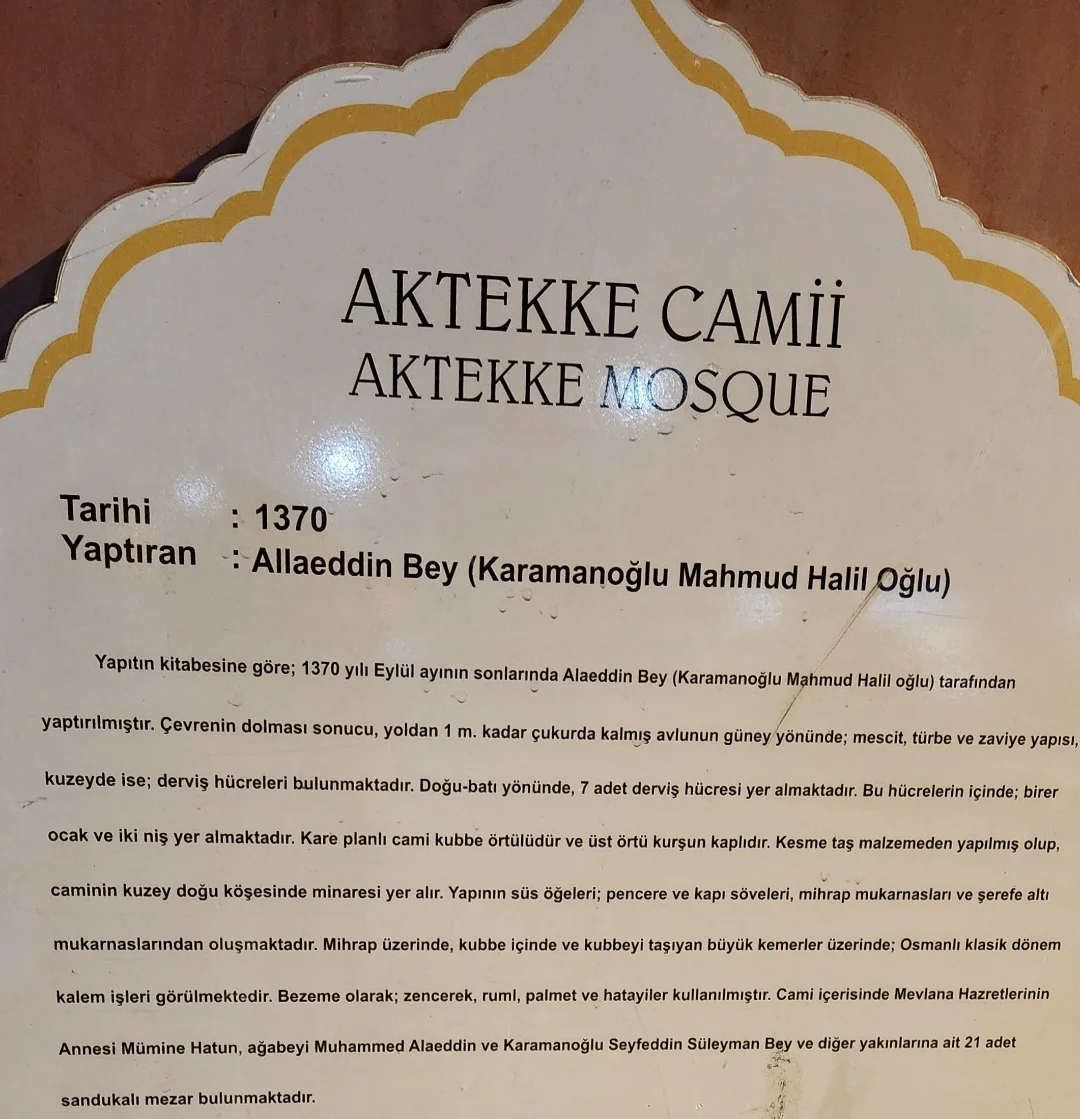 AKTEKKE CAMİİ
AKTEKKE MOSQUE
Tarihi : 1370
Yaptıran : Allaeddin Bey (Karamanoğlu Mahmud Halil Oğlu)
Yapıtın kitabesine göre; 1370 yılı Eylül ayının sonlarında Alaeddin Bey (Karamanoğlu Mahmud Halil oğlu) tarafından
yaptırılmıştır. Çevrenin dolması sonucu, yoldan 1 m. kadar çukurda kalmış avlunun güney yönünde; mescit, türbe ve zaviye yapısı,
kuzeyde ise; derviş hücreleri bulunmaktadır. Doğu-batı yönünde, 7 adet derviş hücresi yer almaktadır. Bu hücrelerin içinde; birer
ocak ve iki niş yer almaktadır. Kare planlı cami kubbe örtülüdür ve üst örtü kurşun kaplıdır. Kesme taş malzemeden yapılmış olup,
caminin kuzey doğu köşesinde minaresi yer alır. Yapının süs öğeleri; pencere ve kapı söveleri, mihrap mukarnasları ve şerefe altı
mukarnaslarından oluşmaktadır. Mihrap üzerinde, kubbe içinde ve kubbeyi taşıyan büyük kemerler üzerinde; Osmanlı klasik dönem
kalem işleri görülmektedir. Bezeme olarak; zencerek, ruml, palmet ve hatayiler kullanılmıştır. Cami içerisinde Mevlana Hazretlerinin
Annesi Mümine Hatun, ağabeyi Muhammed Alaeddin ve Karamanoğlu Seyfeddin Süleyman Bey ve diğer yakınlarına ait 21 adet
sandukalı mezar bulunmaktadır.